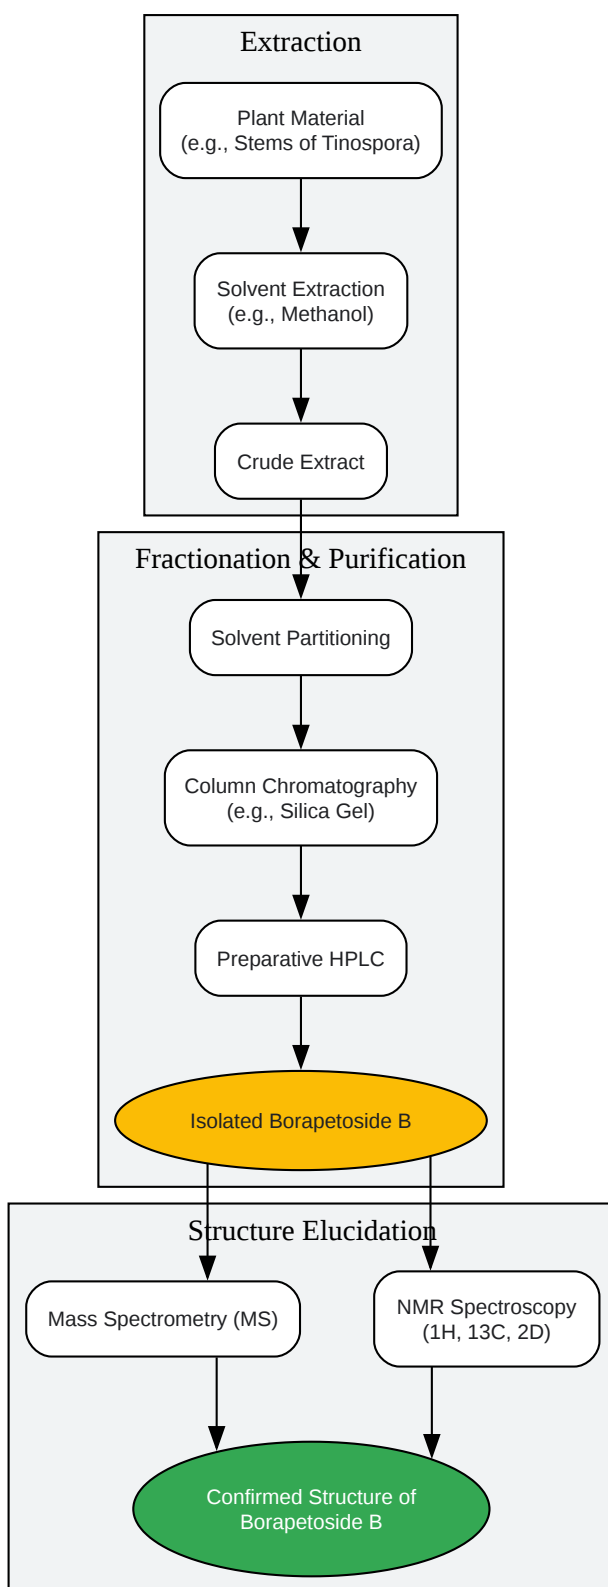 Extraction
Plant Material
(e.g., Stems of Tinospora)
Solvent Extraction
(e.g., Methanol)
Crude Extract
Fractionation & Purification
Solvent Partitioning
Column Chromatography
(e.g., Silica Gel)
Preparative HPLC
Isolated Borapetoside B
Structure Elucidation
Mass Spectrometry (MS)
NMR Spectroscopy
(1H, 13C, 2D)
Confirmed Structure of
Borapetoside B